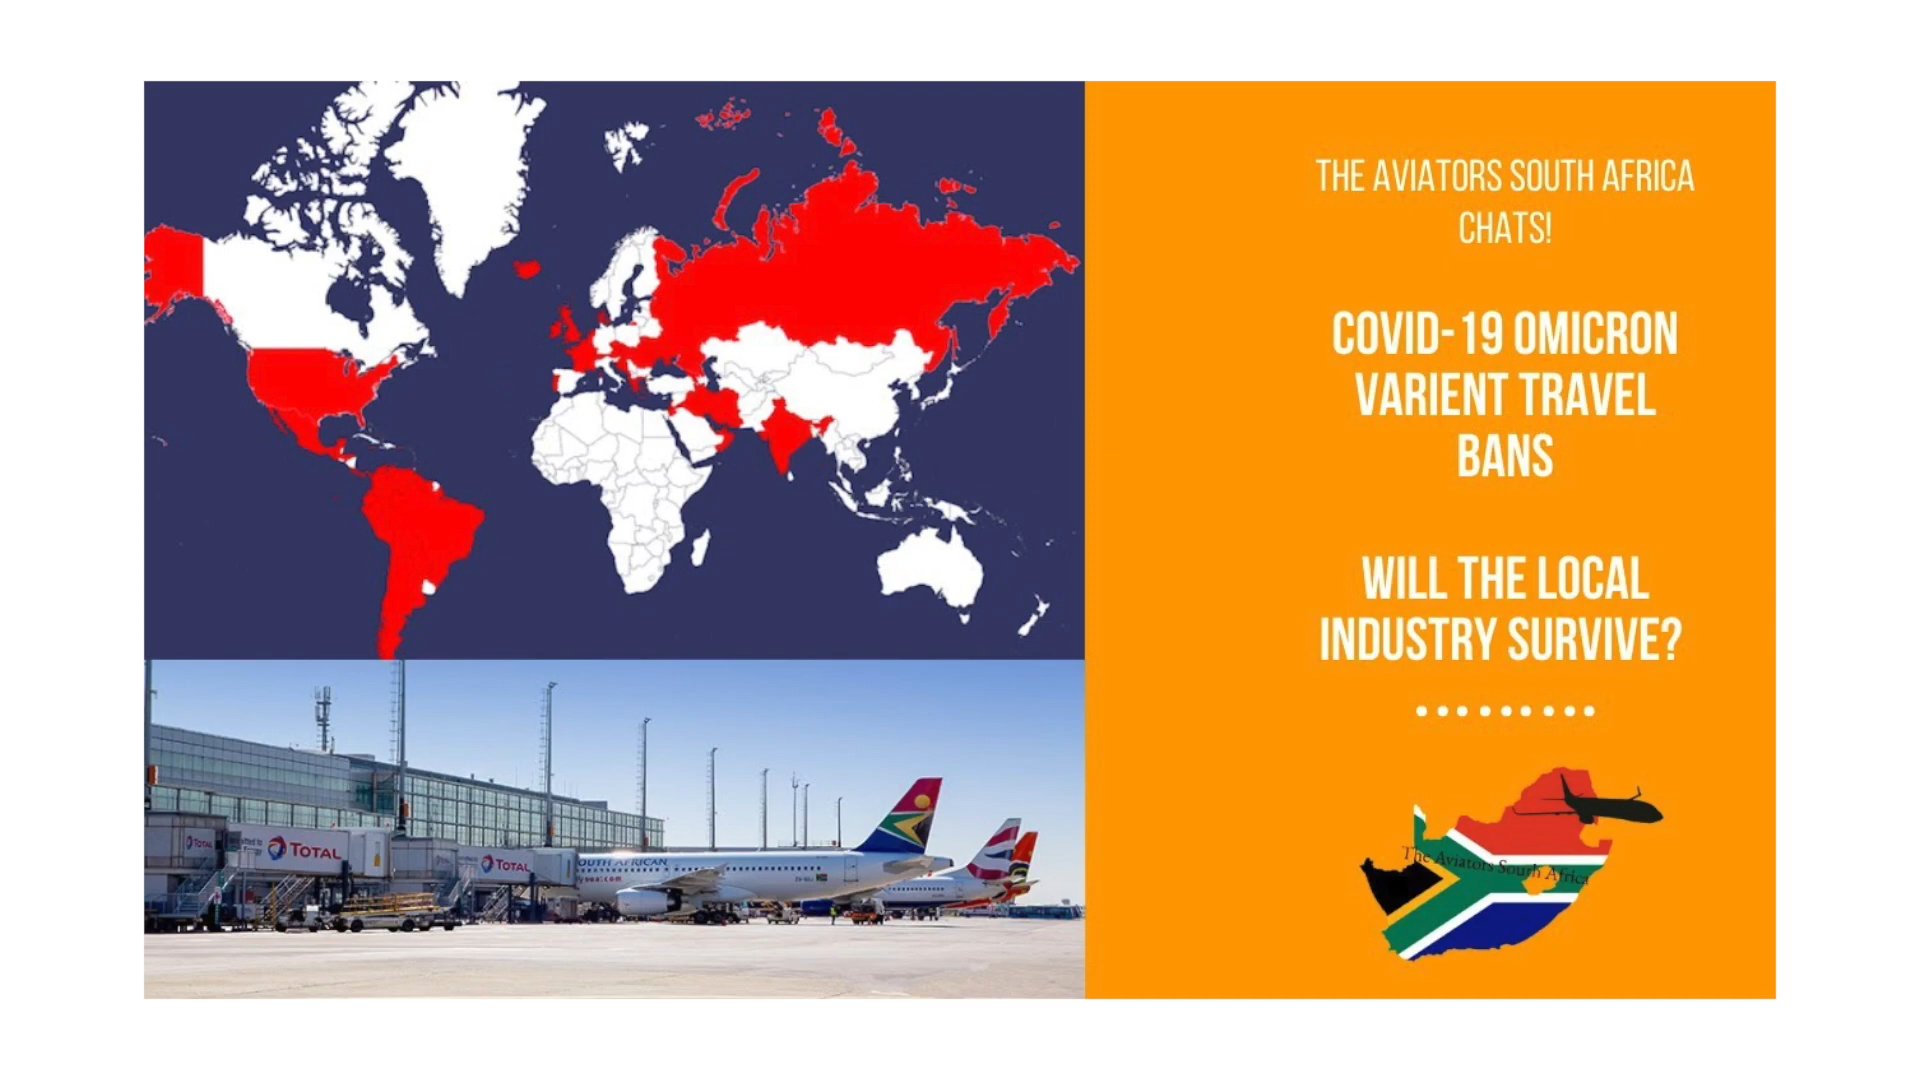 THE AVIATORS SOUTH AFRICA
CHATS!
COVID-19 OMICRON
VARIENT TRAVEL
BANS
WILL THE LOCAL
INDUSTRY SURVIVE?
The Aviators South Africa
TOTAL
TOTAL
TOTAL
OUTH AFRICAN